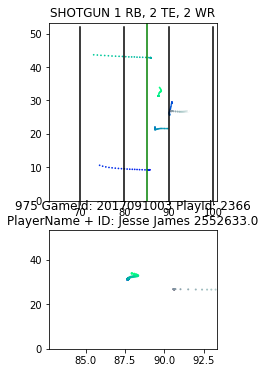 SHOTGUN 1 RB, 2 TE, 2 WR
50
40
30
20
10
0
70 80 90 100
975 GameId: 2017091003 PlayId: 2366
PlayerName + ID: Jesse James 2552633.0
40
20
0
85.0 87.5 90.0 92.5